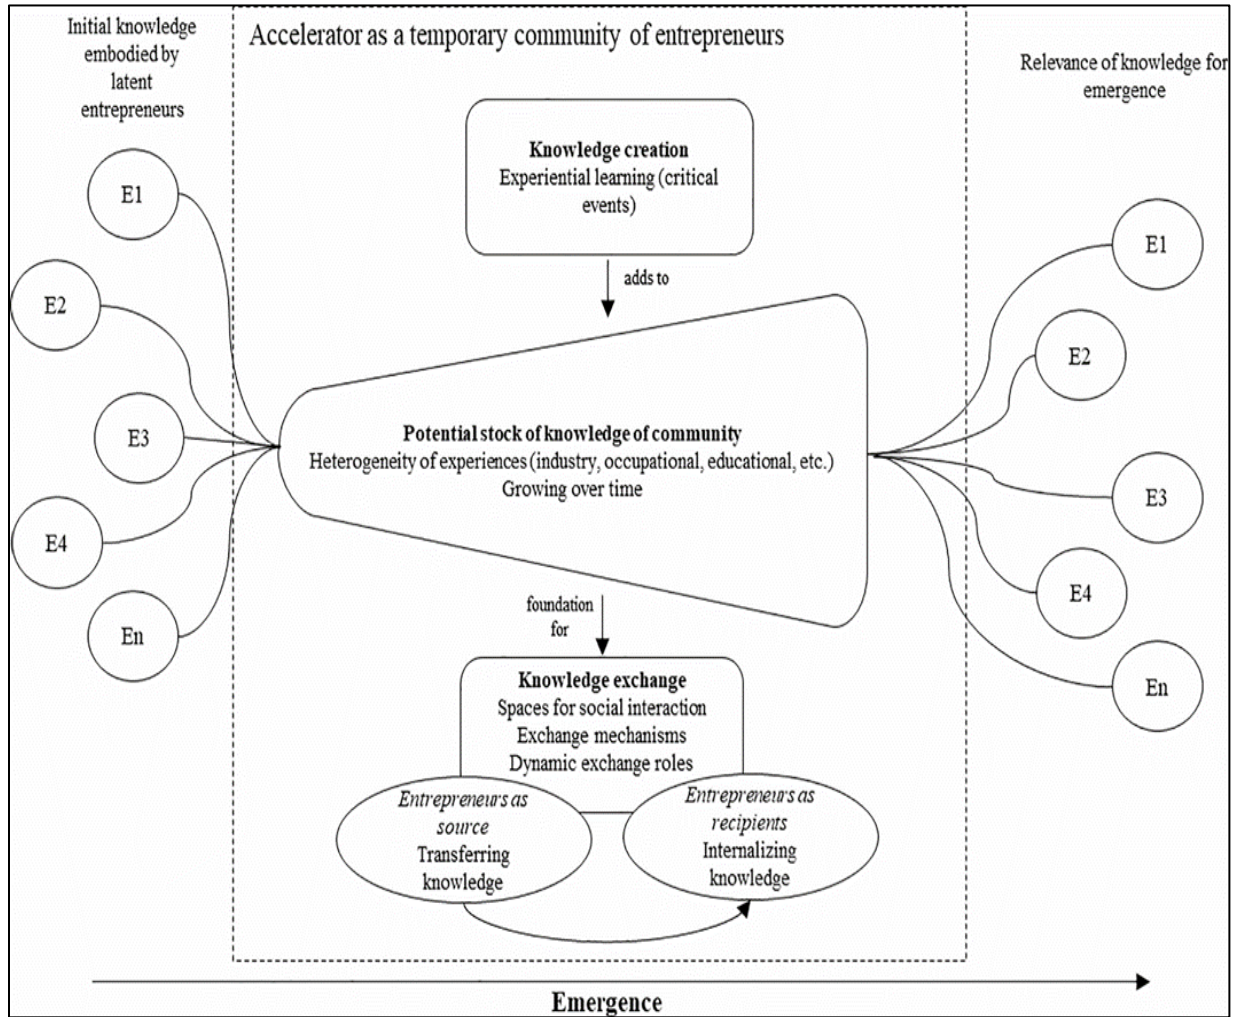 Initial knowledge
embodied by
latent
entrepreneurs
Accelerator as a temporary community of entrepreneurs
Relevance of knowledge for
emergence
Knowledge creation
Experiential learning (critical
events)
adds to
E1
E2
E3
E4
En
Potential stock of knowledge of community
Heterogeneity of experiences (industry, occupational, educational, etc.)
Growing over time
E1
E2
E3
E4
En
foundation
for
Knowledge exchange
Spaces for social interaction
Exchange mechanisms
Dynamic exchange roles
Entrepreneurs as
source
Transferring
knowledge
Entrepreneurs as
recipients
Internalizing
knowledge
Emergence